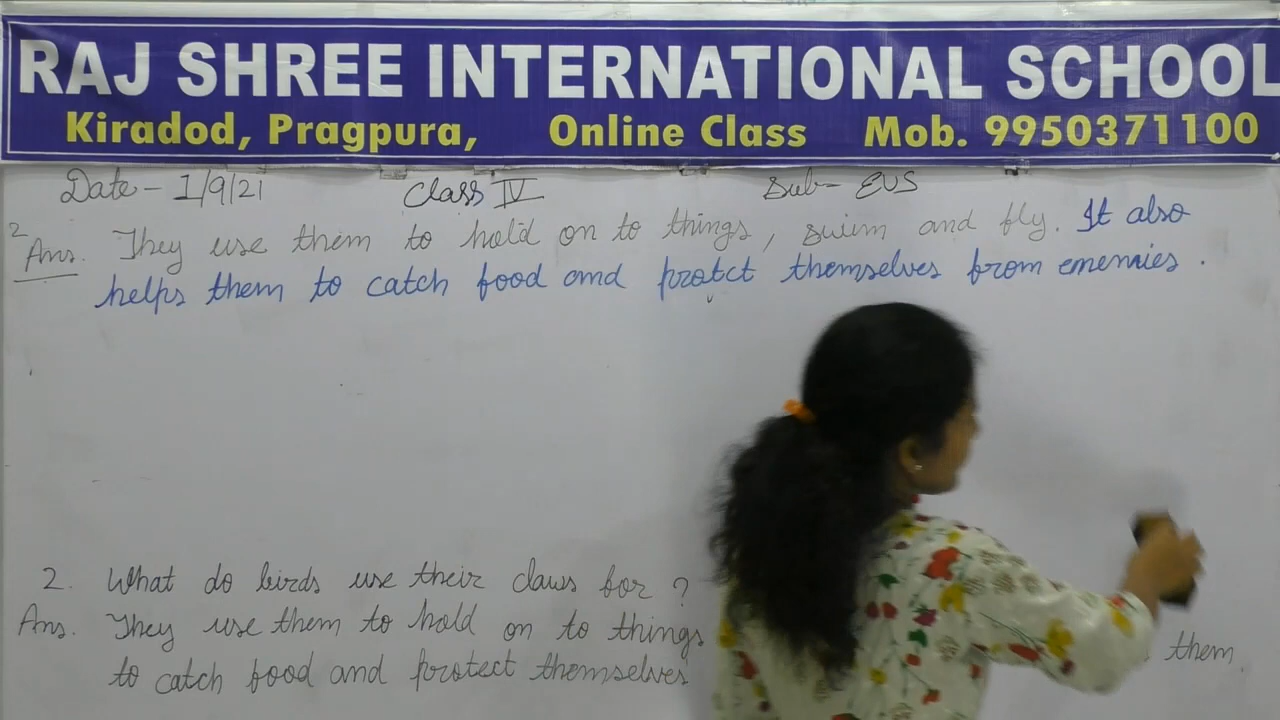 RAJ SHREE INTERNATIONAL SCHOOL
Kiradod, Pragpura, Online Class Mob. 9950371100
Date - 1/9/21 Class IV Sub- EVS
2 Ans. They use them to hold on to things, swim and fly. It also
helps them to catch food and protct themselves from enemies.
2. What do birds use their claws for ?
Ans. They use them to hold on to things them
to catch food and protect themselves